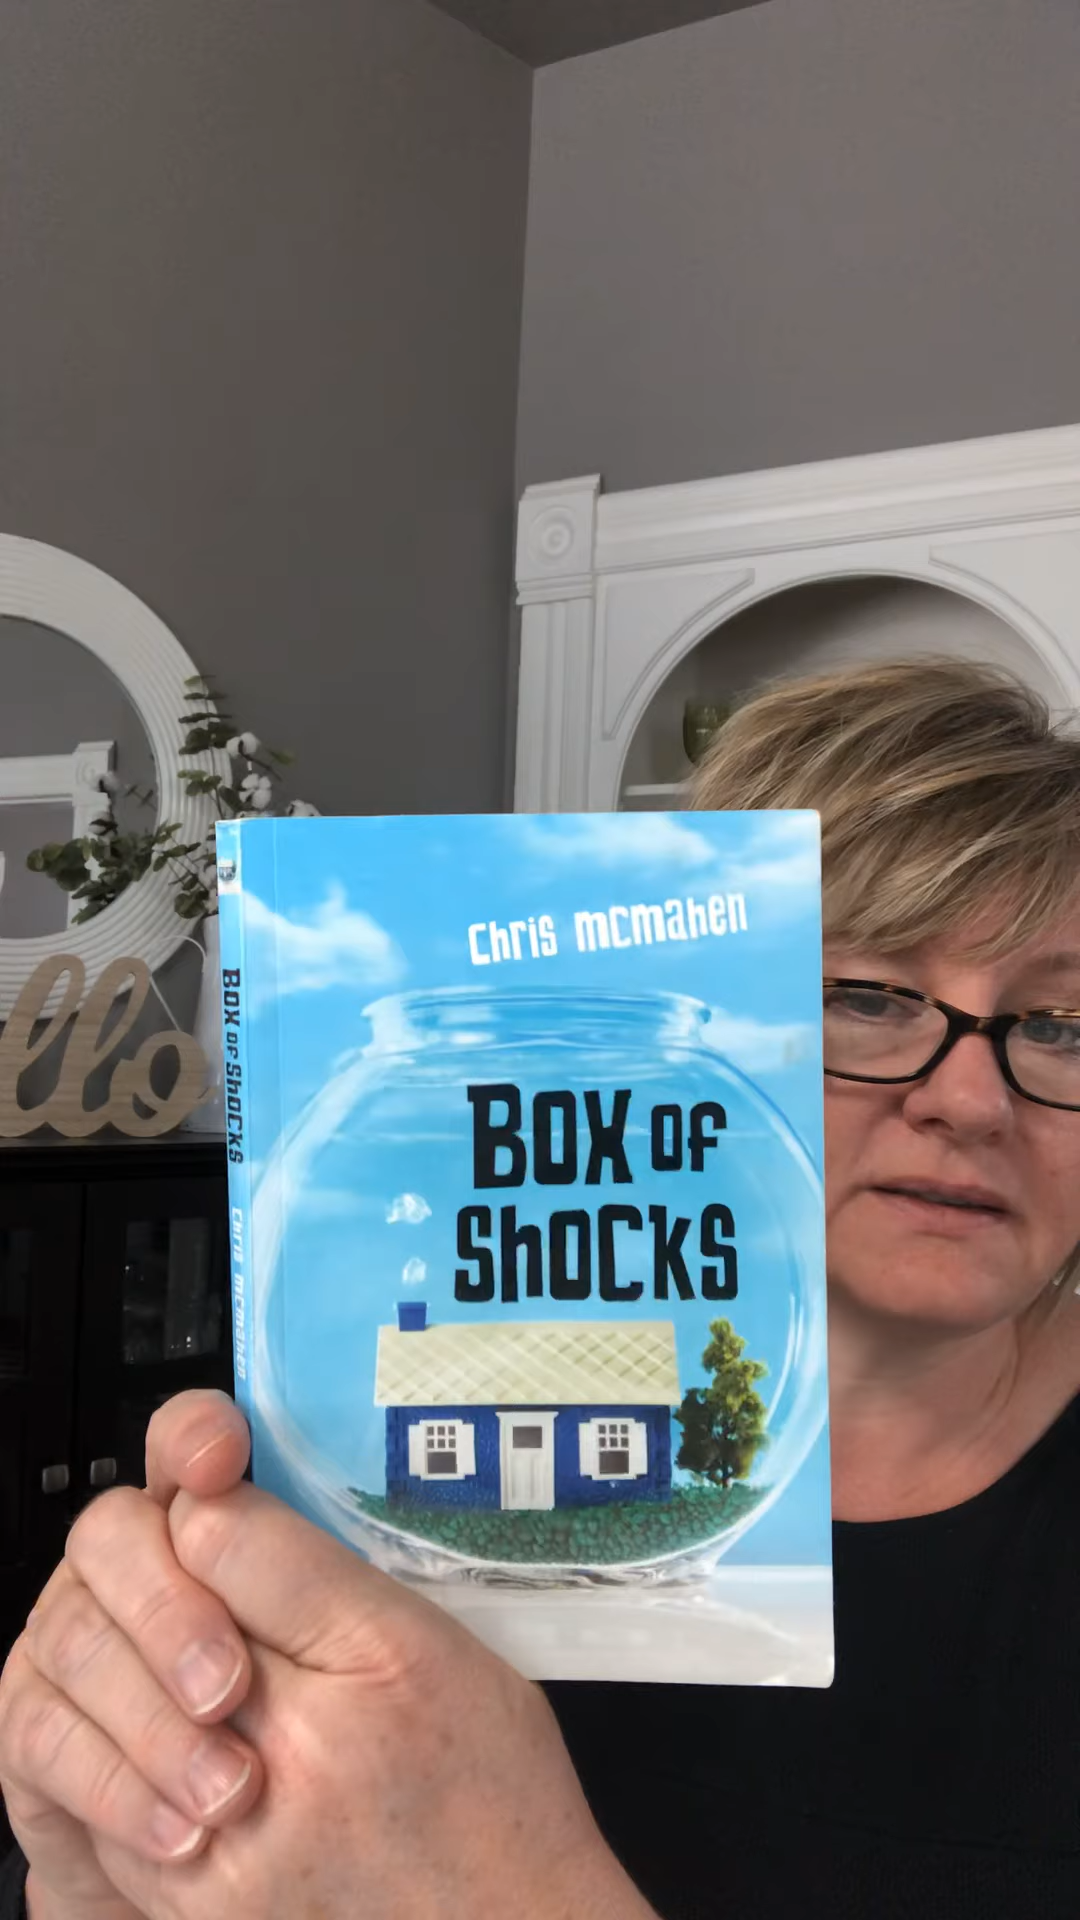 Chris mcmahen
Box of
Shocks
Box of Shocks Chris mcmahen
llo